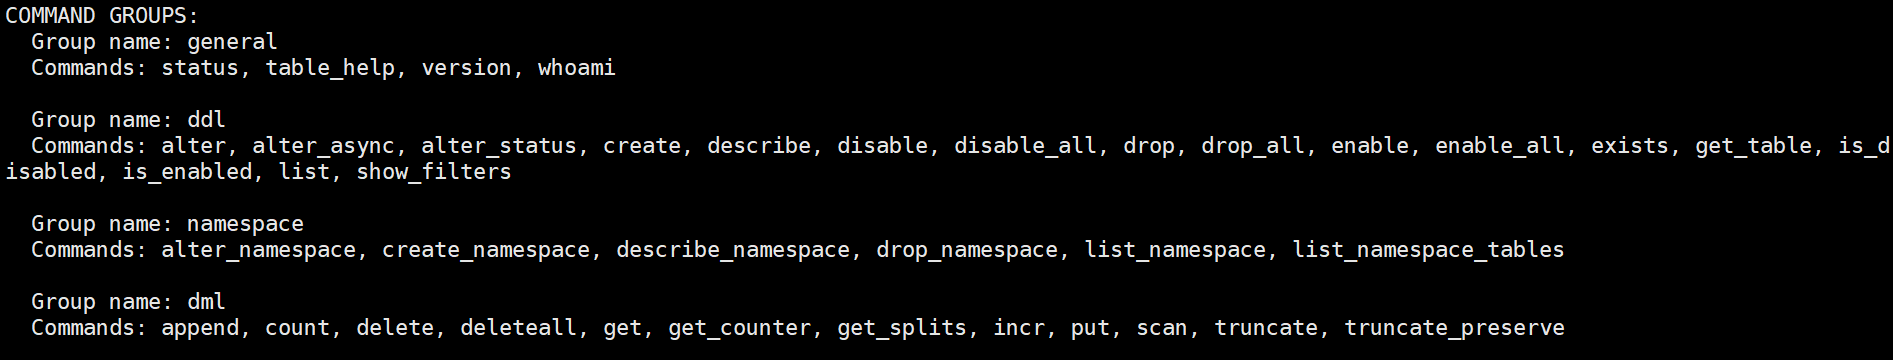 COMMAND GROUPS:
  Group name: general
  Commands: status, table_help, version, whoami

  Group name: ddl
  Commands: alter, alter_async, alter_status, create, describe, disable, disable_all, drop, drop_all, enable, enable_all, exists, get_table, is_d
isabled, is_enabled, list, show_filters

  Group name: namespace
  Commands: alter_namespace, create_namespace, describe_namespace, drop_namespace, list_namespace, list_namespace_tables

  Group name: dml
  Commands: append, count, delete, deleteall, get, get_counter, get_splits, incr, put, scan, truncate, truncate_preserve